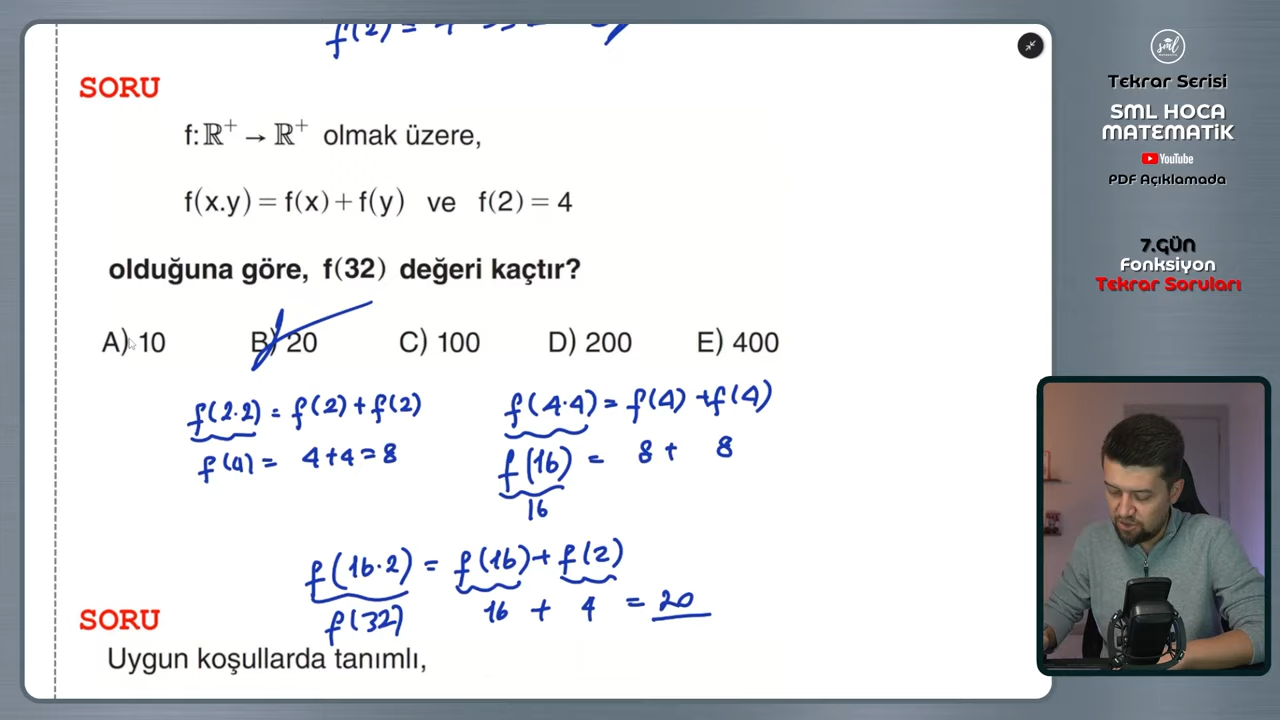 f(2) = 4
SORU
f: ℝ⁺ → ℝ⁺ olmak üzere,
f(x.y) = f(x) + f(y) ve f(2) = 4
olduğuna göre, f(32) değeri kaçtır?
A) 10 B) 20 C) 100 D) 200 E) 400
f(2·2) = f(2) + f(2)
f(4) = 4 + 4 = 8
f(4·4) = f(4) + f(4)
f(16) = 8 + 8
16
f(16·2) = f(16) + f(2)
f(32) 16 + 4 = 20
SORU
Uygun koşullarda tanımlı,
sml
Tekrar Serisi
SML HOCA
MATEMATİK
YouTube
PDF Açıklamada
7.GÜN
Fonksiyon
Tekrar Soruları